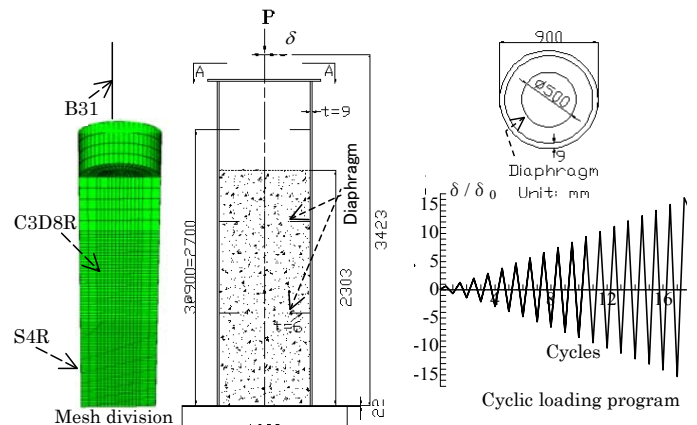 P
δ
A
A
B31
t=9
C3D8R
Diaphragm
3@900=2700
2303
3423
t=6
S4R
22
Mesh division
900
ø500
9
Diaphragm
Unit: mm
δ / δ0
15
10
5
0
-5
-10
-15
4
8
12
16
Cycles
Cyclic loading program